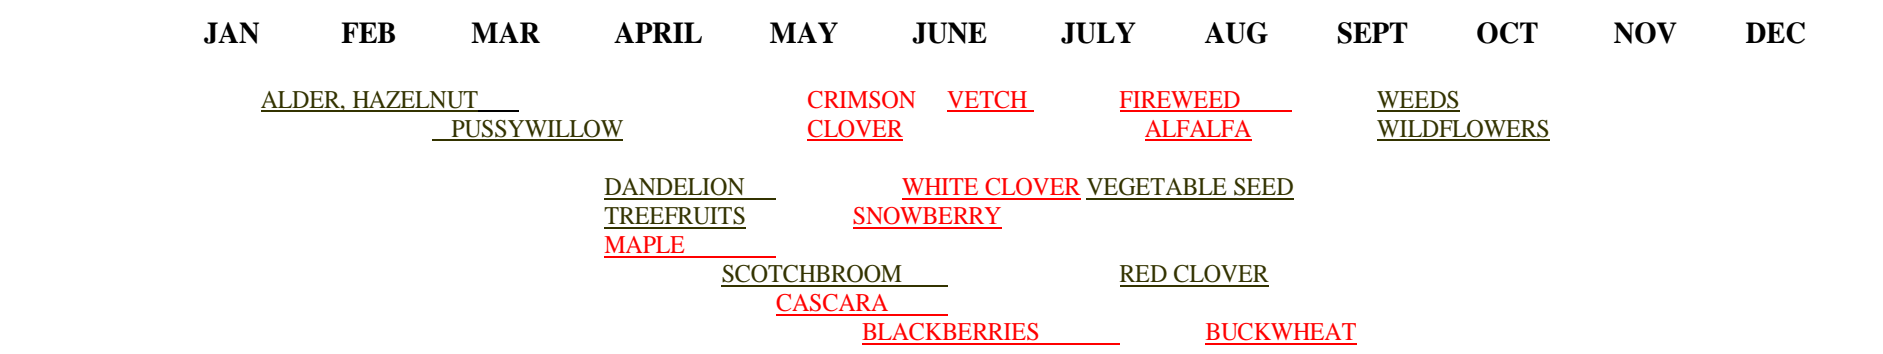 JAN FEB MAR APRIL MAY JUNE JULY AUG SEPT OCT NOV DEC
ALDER, HAZELNUT CRIMSON VETCH FIREWEED WEEDS
PUSSYWILLOW CLOVER ALFALFA WILDFLOWERS
DANDELION WHITE CLOVER VEGETABLE SEED
TREEFRUITS SNOWBERRY
MAPLE
SCOTCHBROOM RED CLOVER
CASCARA
BLACKBERRIES BUCKWHEAT